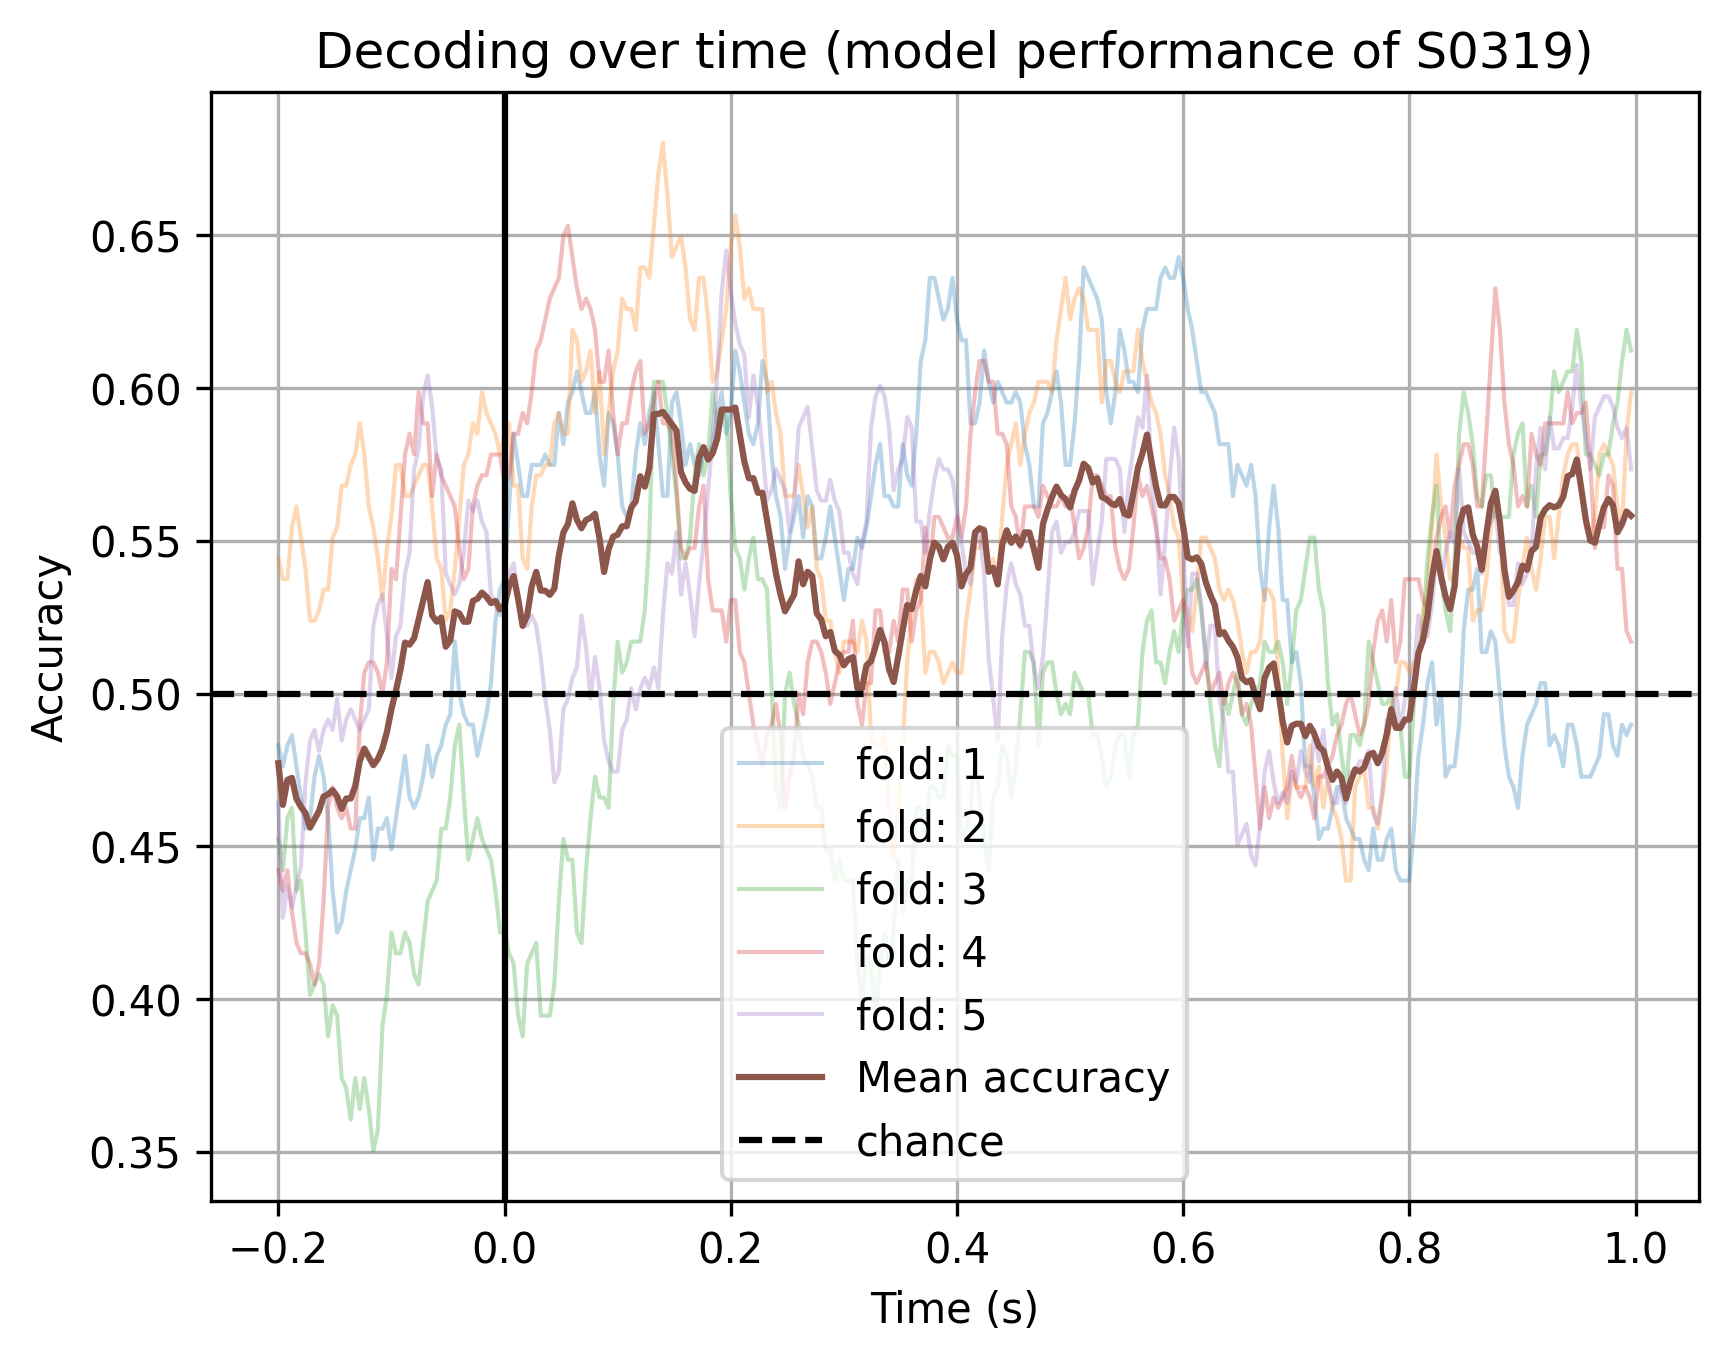 Decoding over time (model performance of S0319)
Accuracy
0.65
0.60
0.55
0.50
0.45
0.40
0.35
fold: 1
fold: 2
fold: 3
fold: 4
fold: 5
Mean accuracy
chance
−0.2
0.0
0.2
0.4
0.6
0.8
1.0
Time (s)